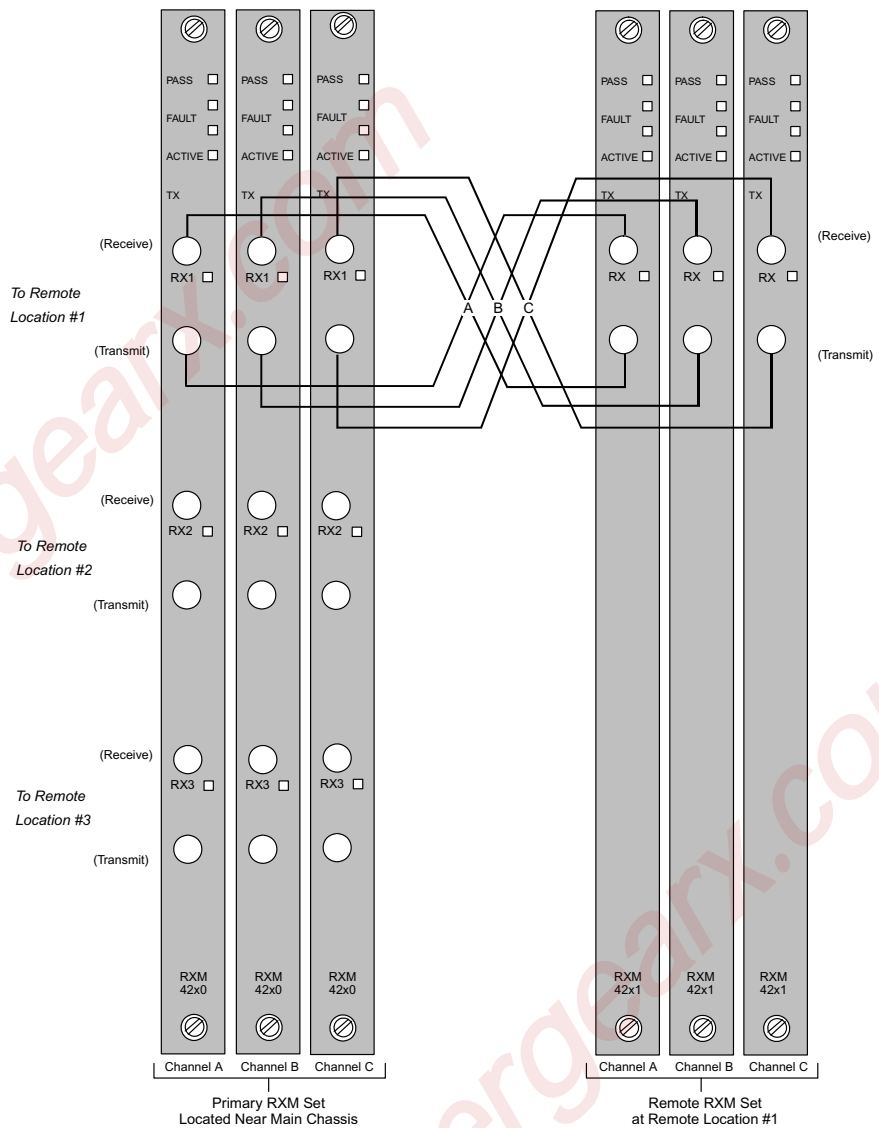 PASS PASS PASS PASS PASS PASS
FAULT FAULT FAULT FAULT FAULT FAULT
ACTIVE ACTIVE ACTIVE ACTIVE ACTIVE ACTIVE
TX TX TX TX TX TX
(Receive) (Receive)
RX1 RX1 RX1 RX RX RX
To Remote
Location #1
A B C
(Transmit) (Transmit)
(Receive)
RX2 RX2 RX2
To Remote
Location #2
(Transmit)
(Receive)
RX3 RX3 RX3
To Remote
Location #3
(Transmit)
RXM RXM RXM RXM RXM RXM
42x0 42x0 42x0 42x1 42x1 42x1
Channel A Channel B Channel C Channel A Channel B Channel C
Primary RXM Set
Located Near Main Chassis
Remote RXM Set
at Remote Location #1
gearx.com
ergearx.co